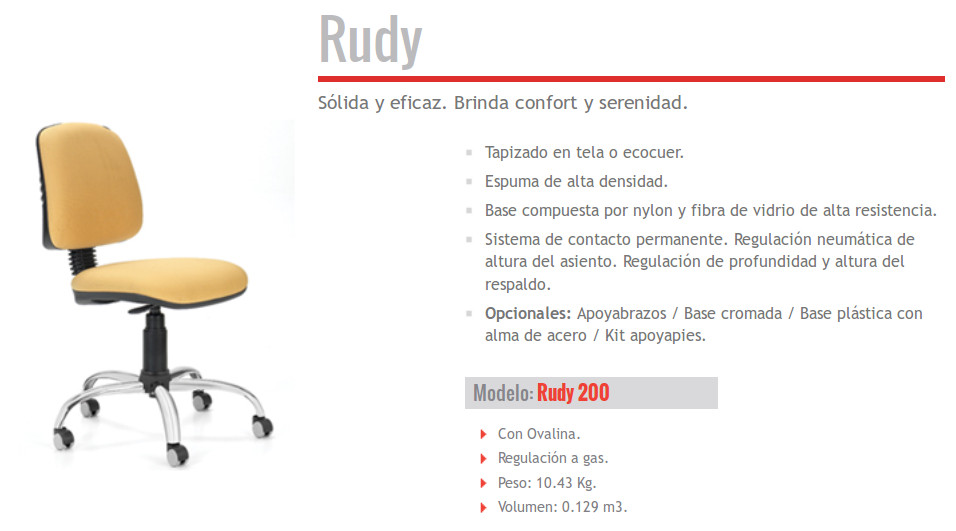 Rudy
Sólida y eficaz. Brinda confort y serenidad.
Tapizado en tela o ecocuer.
Espuma de alta densidad.
Base compuesta por nylon y fibra de vidrio de alta resistencia.
Sistema de contacto permanente. Regulación neumática de
altura del asiento. Regulación de profundidad y altura del
respaldo.
Opcionales: Apoyabrazos / Base cromada / Base plástica con
alma de acero / Kit apoyapies.
Modelo: Rudy 200
Con Ovalina.
Regulación a gas.
Peso: 10.43 Kg.
Volumen: 0.129 m3.